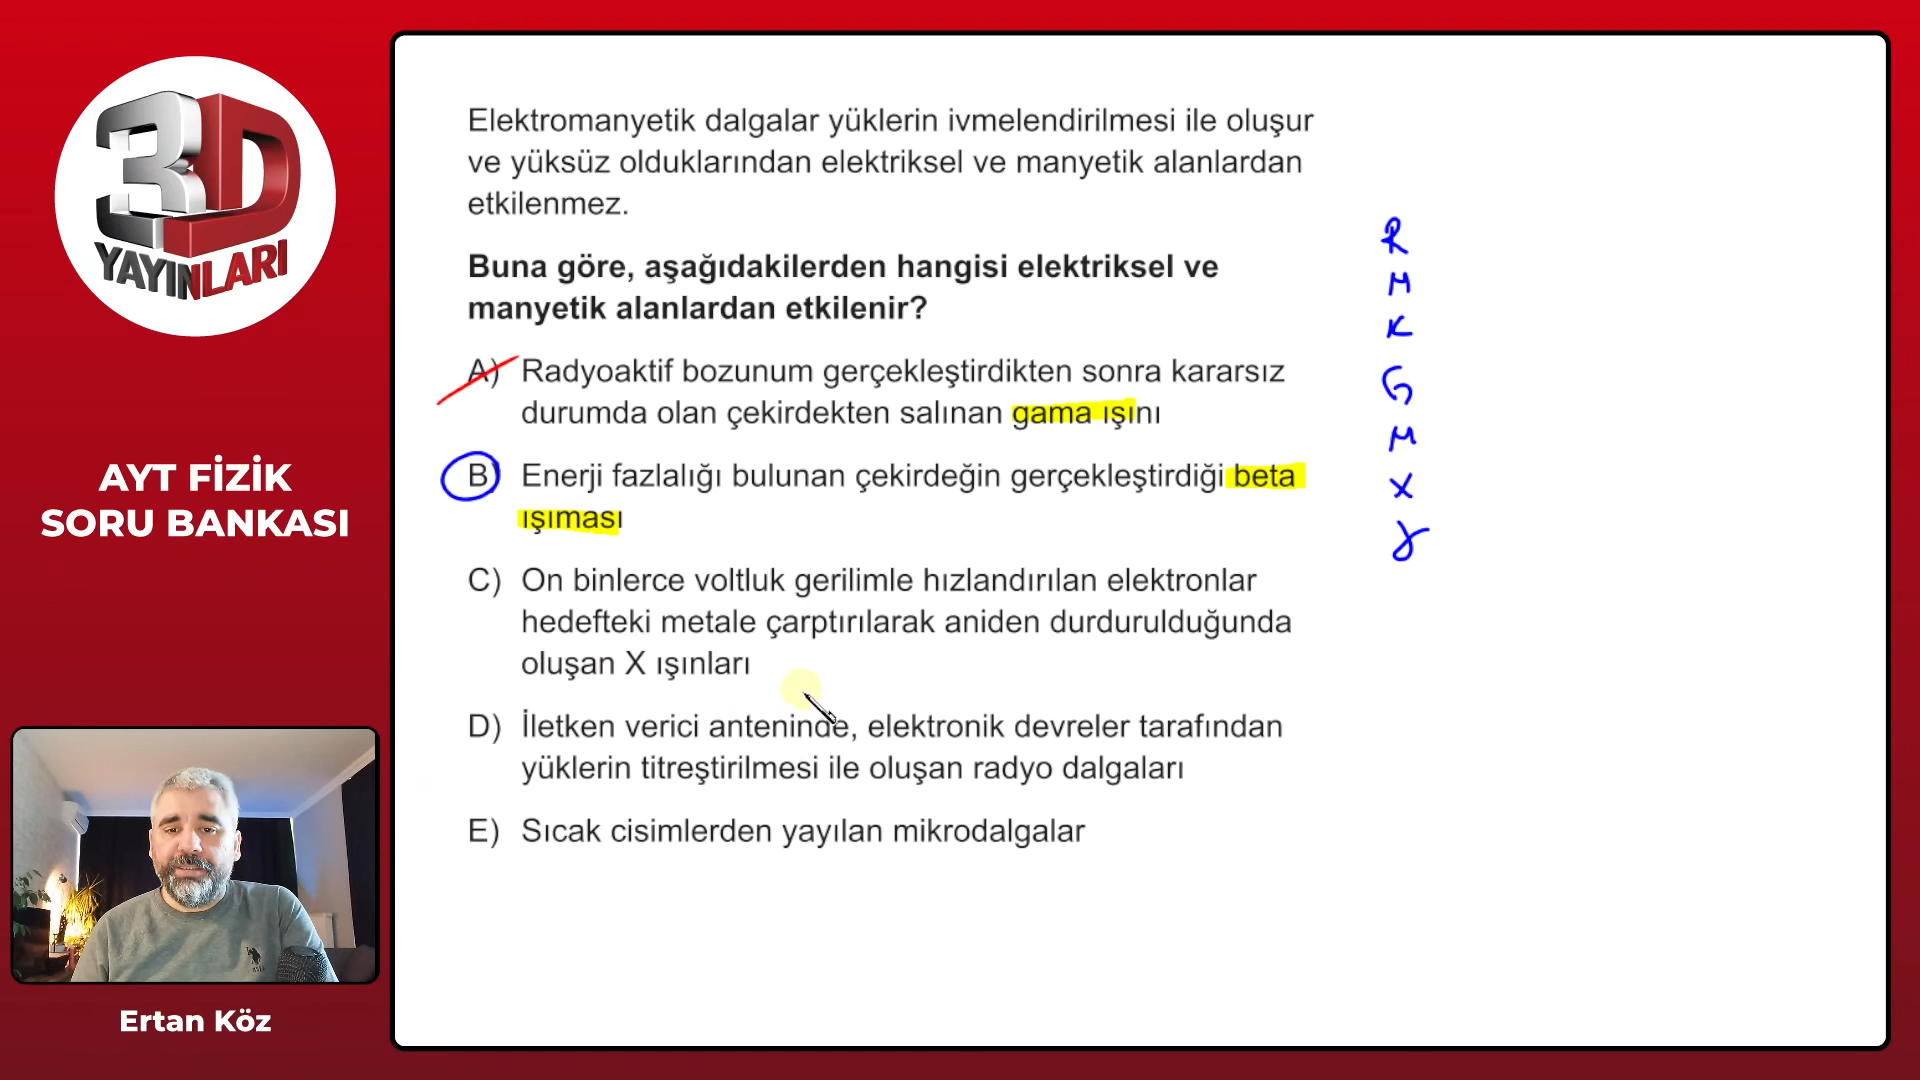 3D
YAYINLARI
AYT FİZİK
SORU BANKASI
Ertan Köz
Elektromanyetik dalgalar yüklerin ivmelendirilmesi ile oluşur
ve yüksüz olduklarından elektriksel ve manyetik alanlardan
etkilenmez.
Buna göre, aşağıdakilerden hangisi elektriksel ve
manyetik alanlardan etkilenir?
A) Radyoaktif bozunum gerçekleştirdikten sonra kararsız
durumda olan çekirdekten salınan gama ışını
B) Enerji fazlalığı bulunan çekirdeğin gerçekleştirdiği beta
ışıması
C) On binlerce voltluk gerilimle hızlandırılan elektronlar
hedefteki metale çarptırılarak aniden durdurulduğunda
oluşan X ışınları
D) İletken verici anteninde, elektronik devreler tarafından
yüklerin titreştirilmesi ile oluşan radyo dalgaları
E) Sıcak cisimlerden yayılan mikrodalgalar
R
M
K
G
M
X
γ